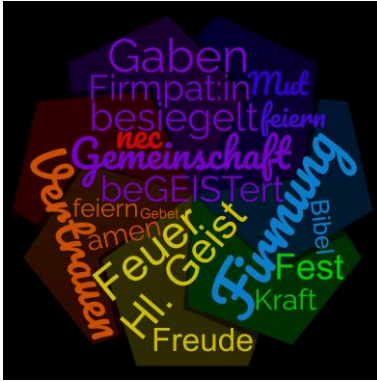 Gaben
Firmpat:in
Mut
besiegelt
feiern
nec
Gemeinschaft
beGEISTert
Vertrauen
feiern
Gebet
amen
Feuer
Hl. Geist
Firmung
Bibel
Fest
Kraft
Freude